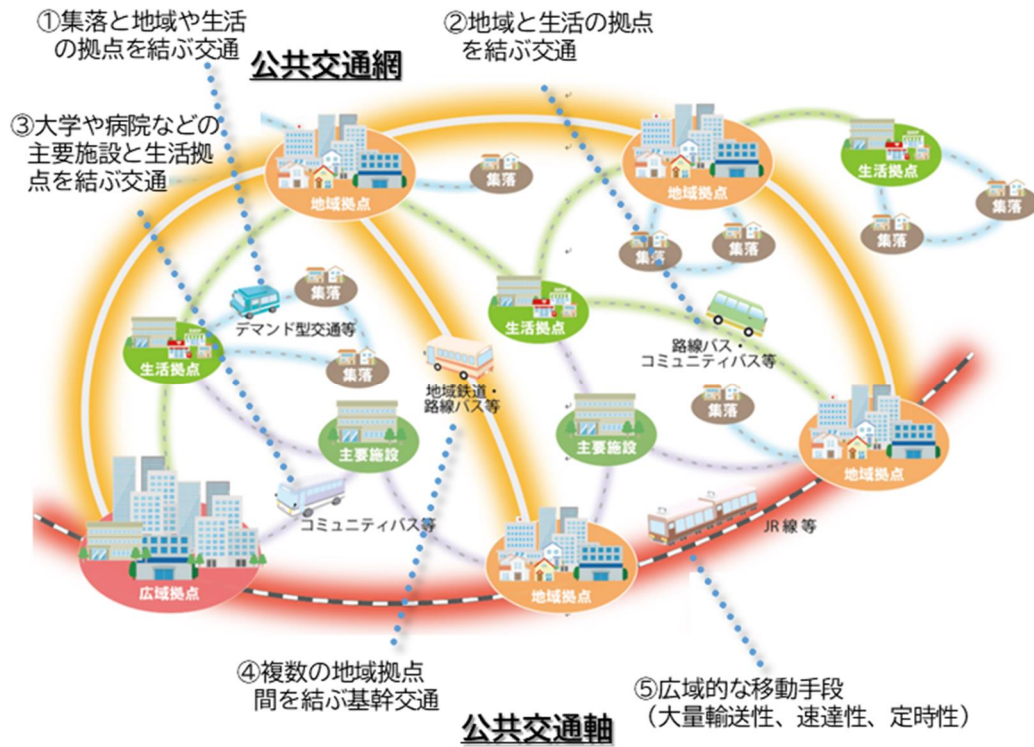 ①集落と地域や生活
の拠点を結ぶ交通
②地域と生活の拠点
を結ぶ交通
公共交通網
③大学や病院などの
主要施設と生活拠
点を結ぶ交通
地域拠点
集落
地域拠点
生活拠点
集落
集落
集落
集落
集落
デマンド型交通等
生活拠点
生活拠点
集落
路線バス・
コミュニティバス等
地域鉄道・
路線バス等
集落
主要施設
主要施設
地域拠点
コミュニティバス等
JR線等
広域拠点
地域拠点
④複数の地域拠点
間を結ぶ基幹交通
⑤広域的な移動手段
（大量輸送性、速達性、定時性）
公共交通軸